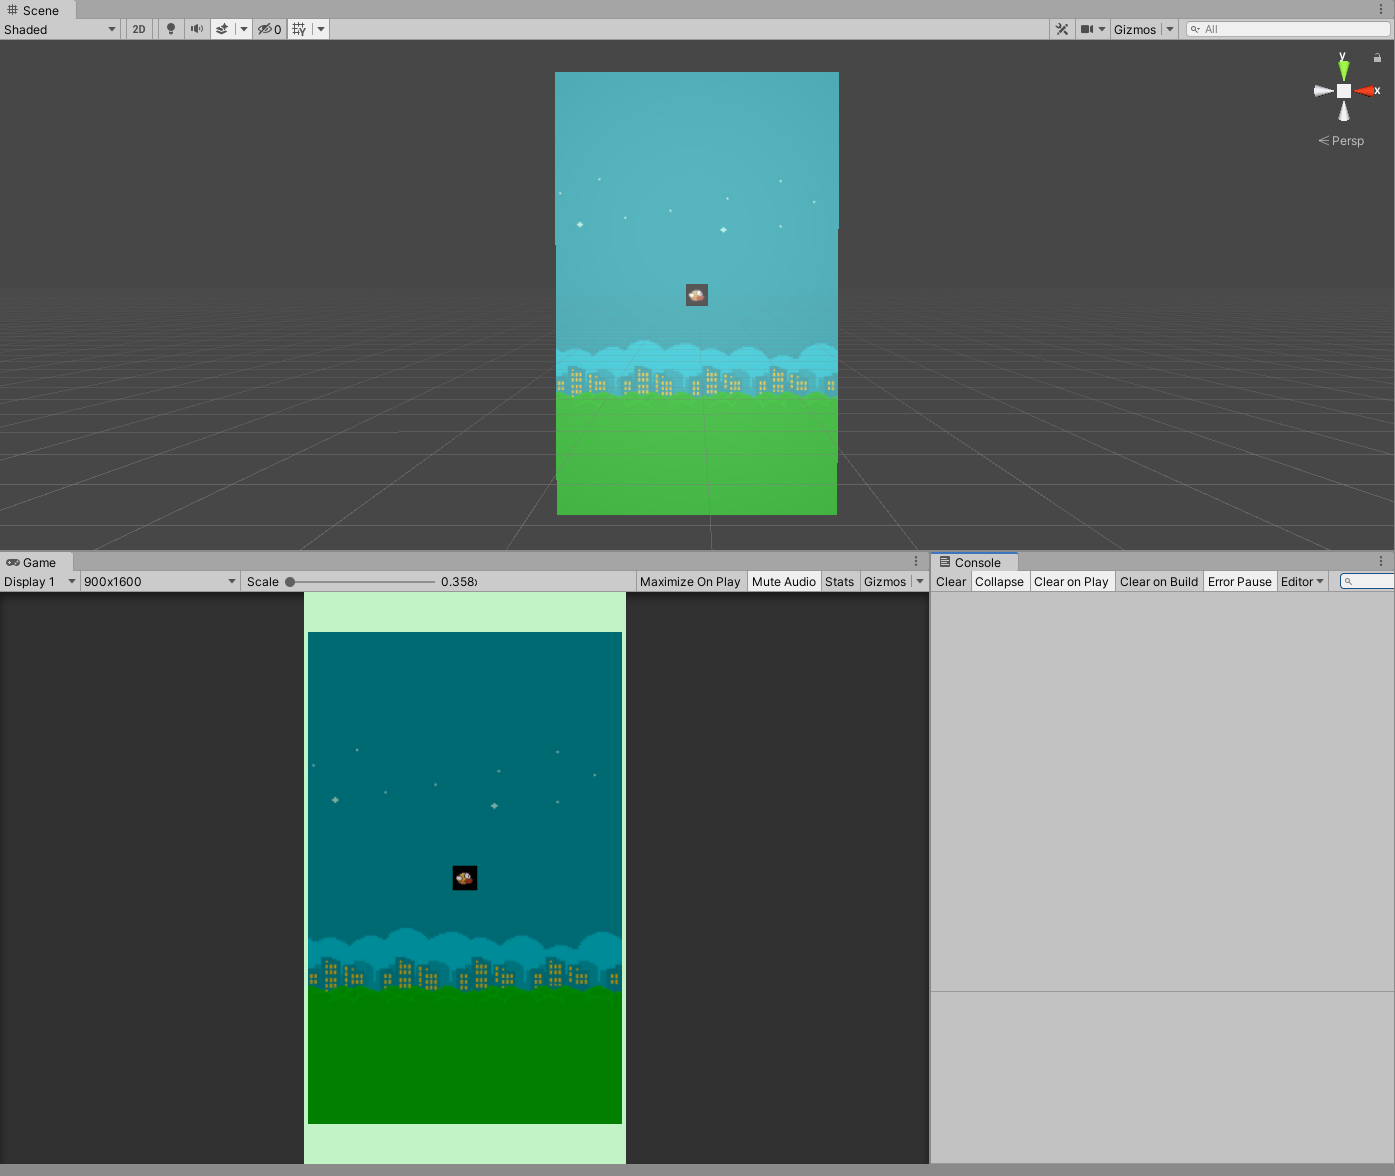 Scene
Shaded 2D 0 Gizmos All
y
x
Persp
Game
Display 1 900x1600 Scale 0.358x Maximize On Play Mute Audio Stats Gizmos
Console
Clear Collapse Clear on Play Clear on Build Error Pause Editor